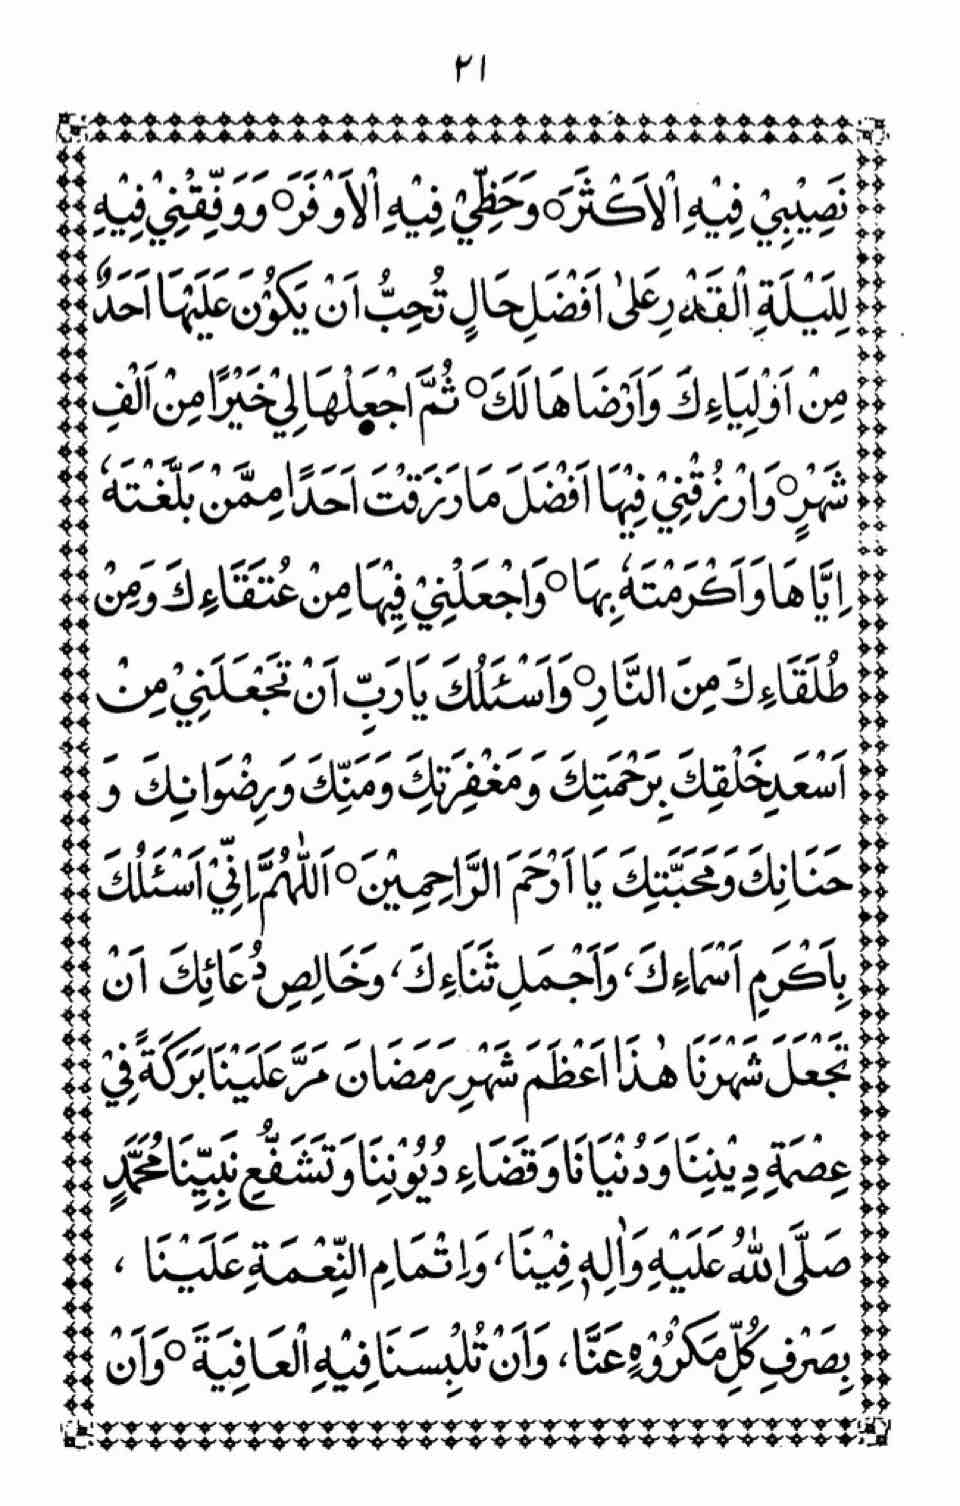 ٢١
نَصِيْبِيْ فِيْهِ الْاَكْثَرَ ○ وَحَظِّيْ فِيْهِ الْاَوْفَرَ ○ وَوَفِّقْنِيْ فِيْهِ
لِلَيْلَةِ الْقَدْرِ عَلٰى اَفْضَلِ حَالٍ تُحِبُّ اَنْ يَكُوْنَ عَلَيْهَا اَحَدٌ
مِنْ اَوْلِيَاءِكَ وَاَرْضَاهَا لَكَ ○ ثُمَّ اجْعَلْهَا لِيْ خَيْرًا مِنْ اَلْفِ
شَهْرٍ ○ وَارْزُقْنِيْ فِيْهَا اَفْضَلَ مَا رَزَقْتَ اَحَدًا مِمَّنْ بَلَّغْتَهٗ
اِيَّاهَا وَاَكْرَمْتَهٗ بِهَا ○ وَاجْعَلْنِيْ فِيْهَا مِنْ عُتَقَاءِكَ وَمِنْ
طُلَقَاءِكَ مِنَ النَّارِ ○ وَاَسْئَلُكَ يَارَبِّ اَنْ تَجْعَلَنِيْ مِنْ
اَسْعَدِ خَلْقِكَ بِرَحْمَتِكَ وَمَغْفِرَتِكَ وَمَنِّكَ وَرِضْوَانِكَ وَ
حَنَانِكَ وَمَحَبَّتِكَ يَا اَرْحَمَ الرَّاحِمِيْنَ ○ اَللّٰهُمَّ اِنِّيْ اَسْئَلُكَ
بِاَكْرَمِ اَسْمَاءِكَ، وَاَجْمَلِ ثَنَاءِكَ، وَخَالِصِ دُعَائِكَ اَنْ
تَجْعَلَ شَهْرَنَا هٰذَا اَعْظَمَ شَهْرِ رَمَضَانَ مَرَّ عَلَيْنَا بَرَكَةً فِيْ
عِصْمَةِ دِيْنِنَا وَدُنْيَانَا وَقَضَاءِ دُيُوْنِنَا وَتَشَفُّعِ نَبِيِّنَا مُحَمَّدٍ
صَلَّى اللّٰهُ عَلَيْهِ وَاٰلِهٖ فِيْنَا، وَاِتْمَامِ النِّعْمَةِ عَلَيْنَا،
بِصَرْفِ كُلِّ مَكْرُوْهٍ عَنَّا، وَاَنْ تُلْبِسَنَا فِيْهِ الْعَافِيَةَ ○ وَاَنْ